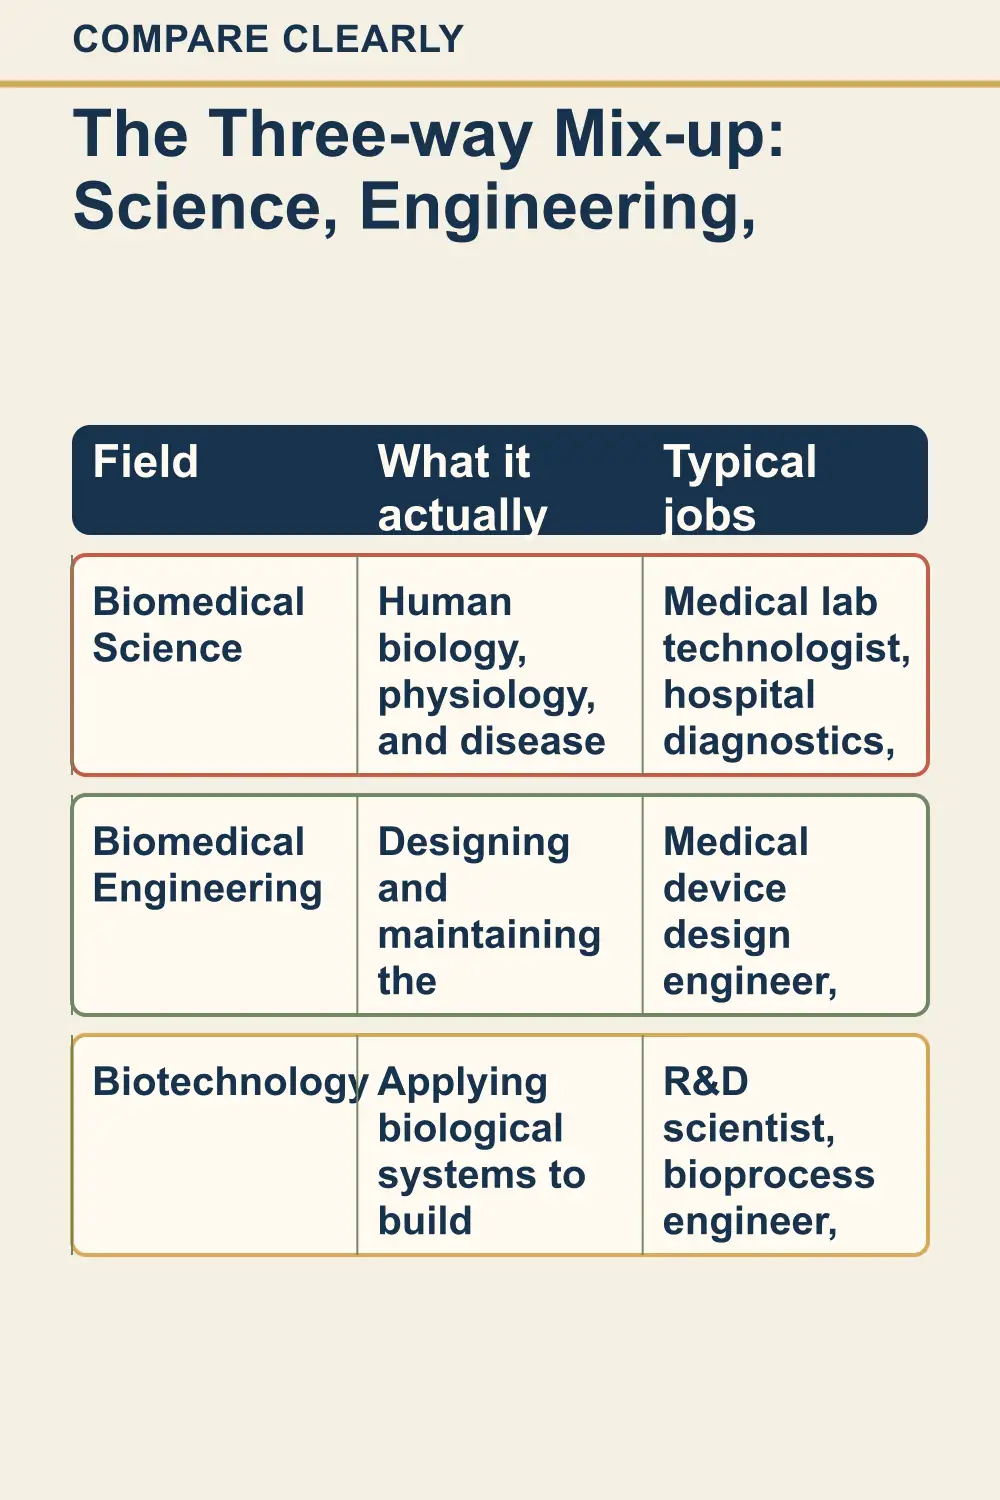 COMPARE CLEARLY
The Three-way Mix-up:
Science, Engineering,
Field
What it
actually
Typical
jobs
Biomedical
Science
Human
biology,
physiology,
and disease
Medical lab
technologist,
hospital
diagnostics,
Biomedical
Engineering
Designing
and
maintaining
the
Medical
device
design
engineer,
Biotechnology
Applying
biological
systems to
build
R&D
scientist,
bioprocess
engineer,